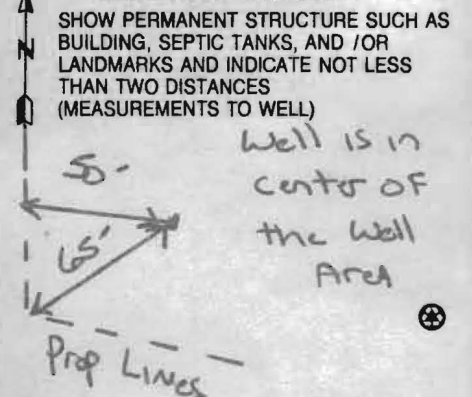 SHOW PERMANENT STRUCTURE SUCH AS
BUILDING, SEPTIC TANKS, AND /OR
LANDMARKS AND INDICATE NOT LESS
THAN TWO DISTANCES
(MEASUREMENTS TO WELL)
N
Well is in
center of
the Well
Area
50-
65'
Prop Lines